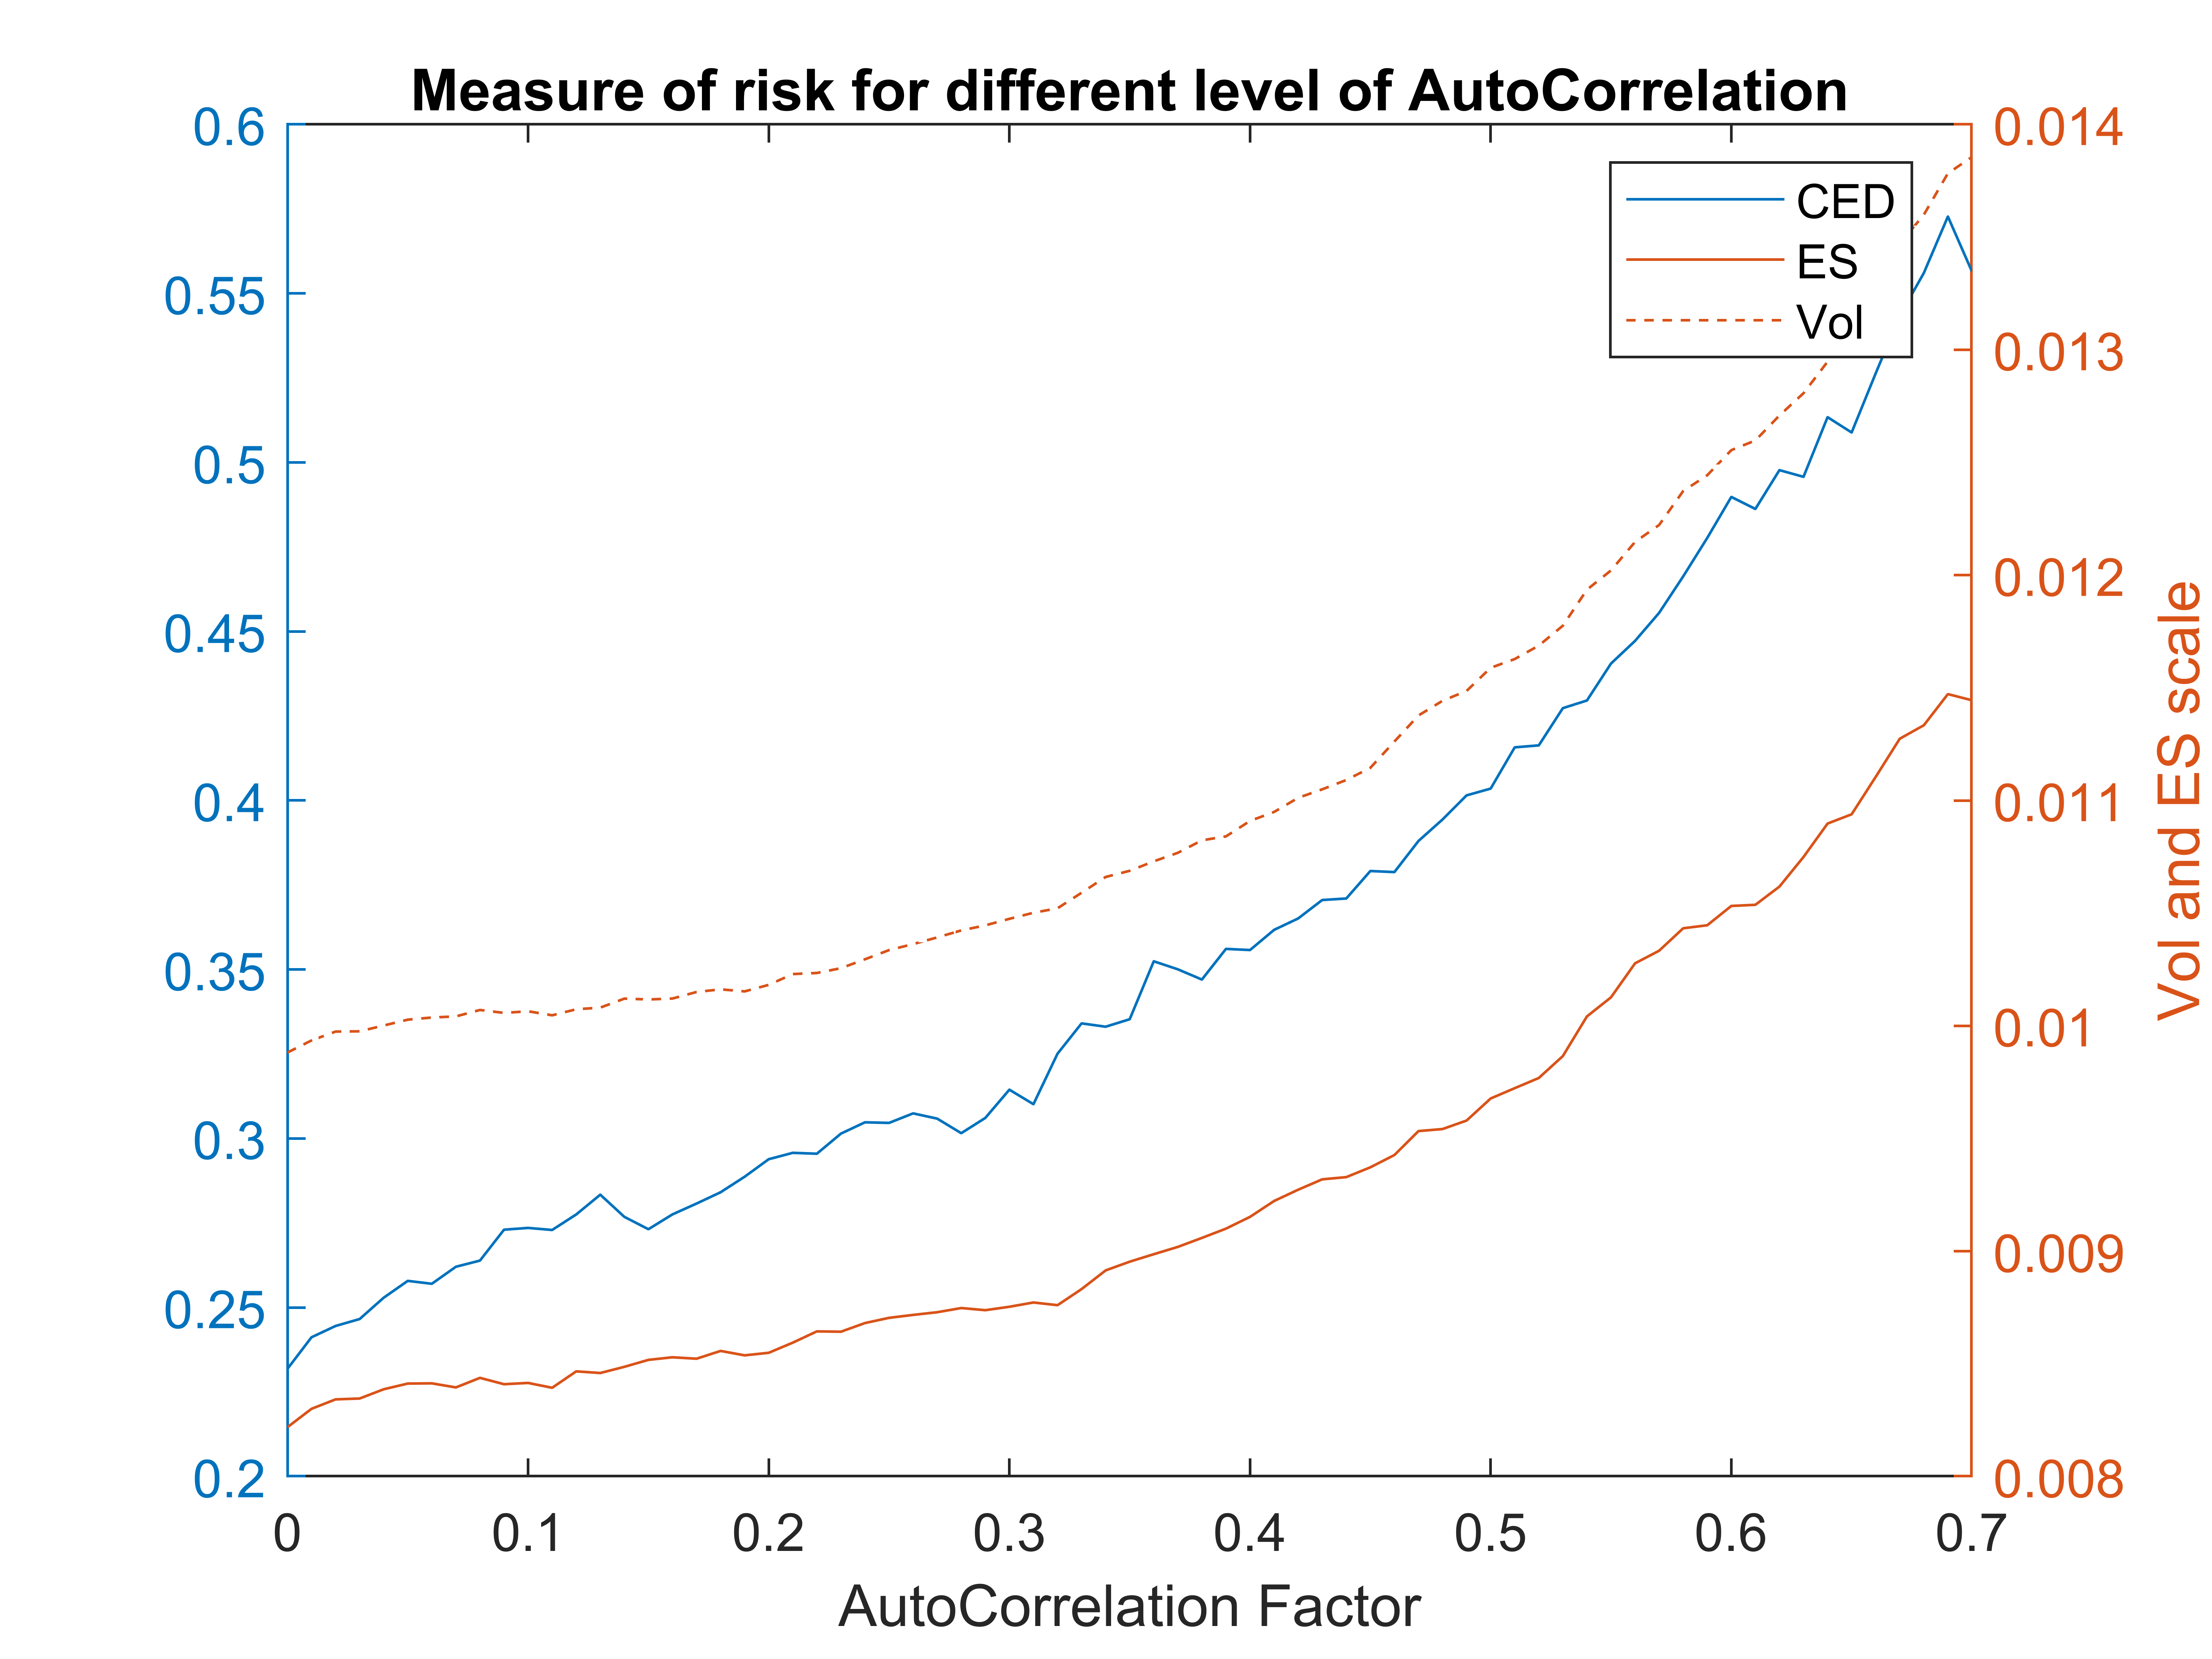 Measure of risk for different level of AutoCorrelation
0.6
0.55
0.5
0.45
0.4
0.35
0.3
0.25
0.2
0.014
0.013
0.012
0.011
0.01
0.009
0.008
CED
ES
Vol
Vol and ES scale
0 0.1 0.2 0.3 0.4 0.5 0.6 0.7
AutoCorrelation Factor